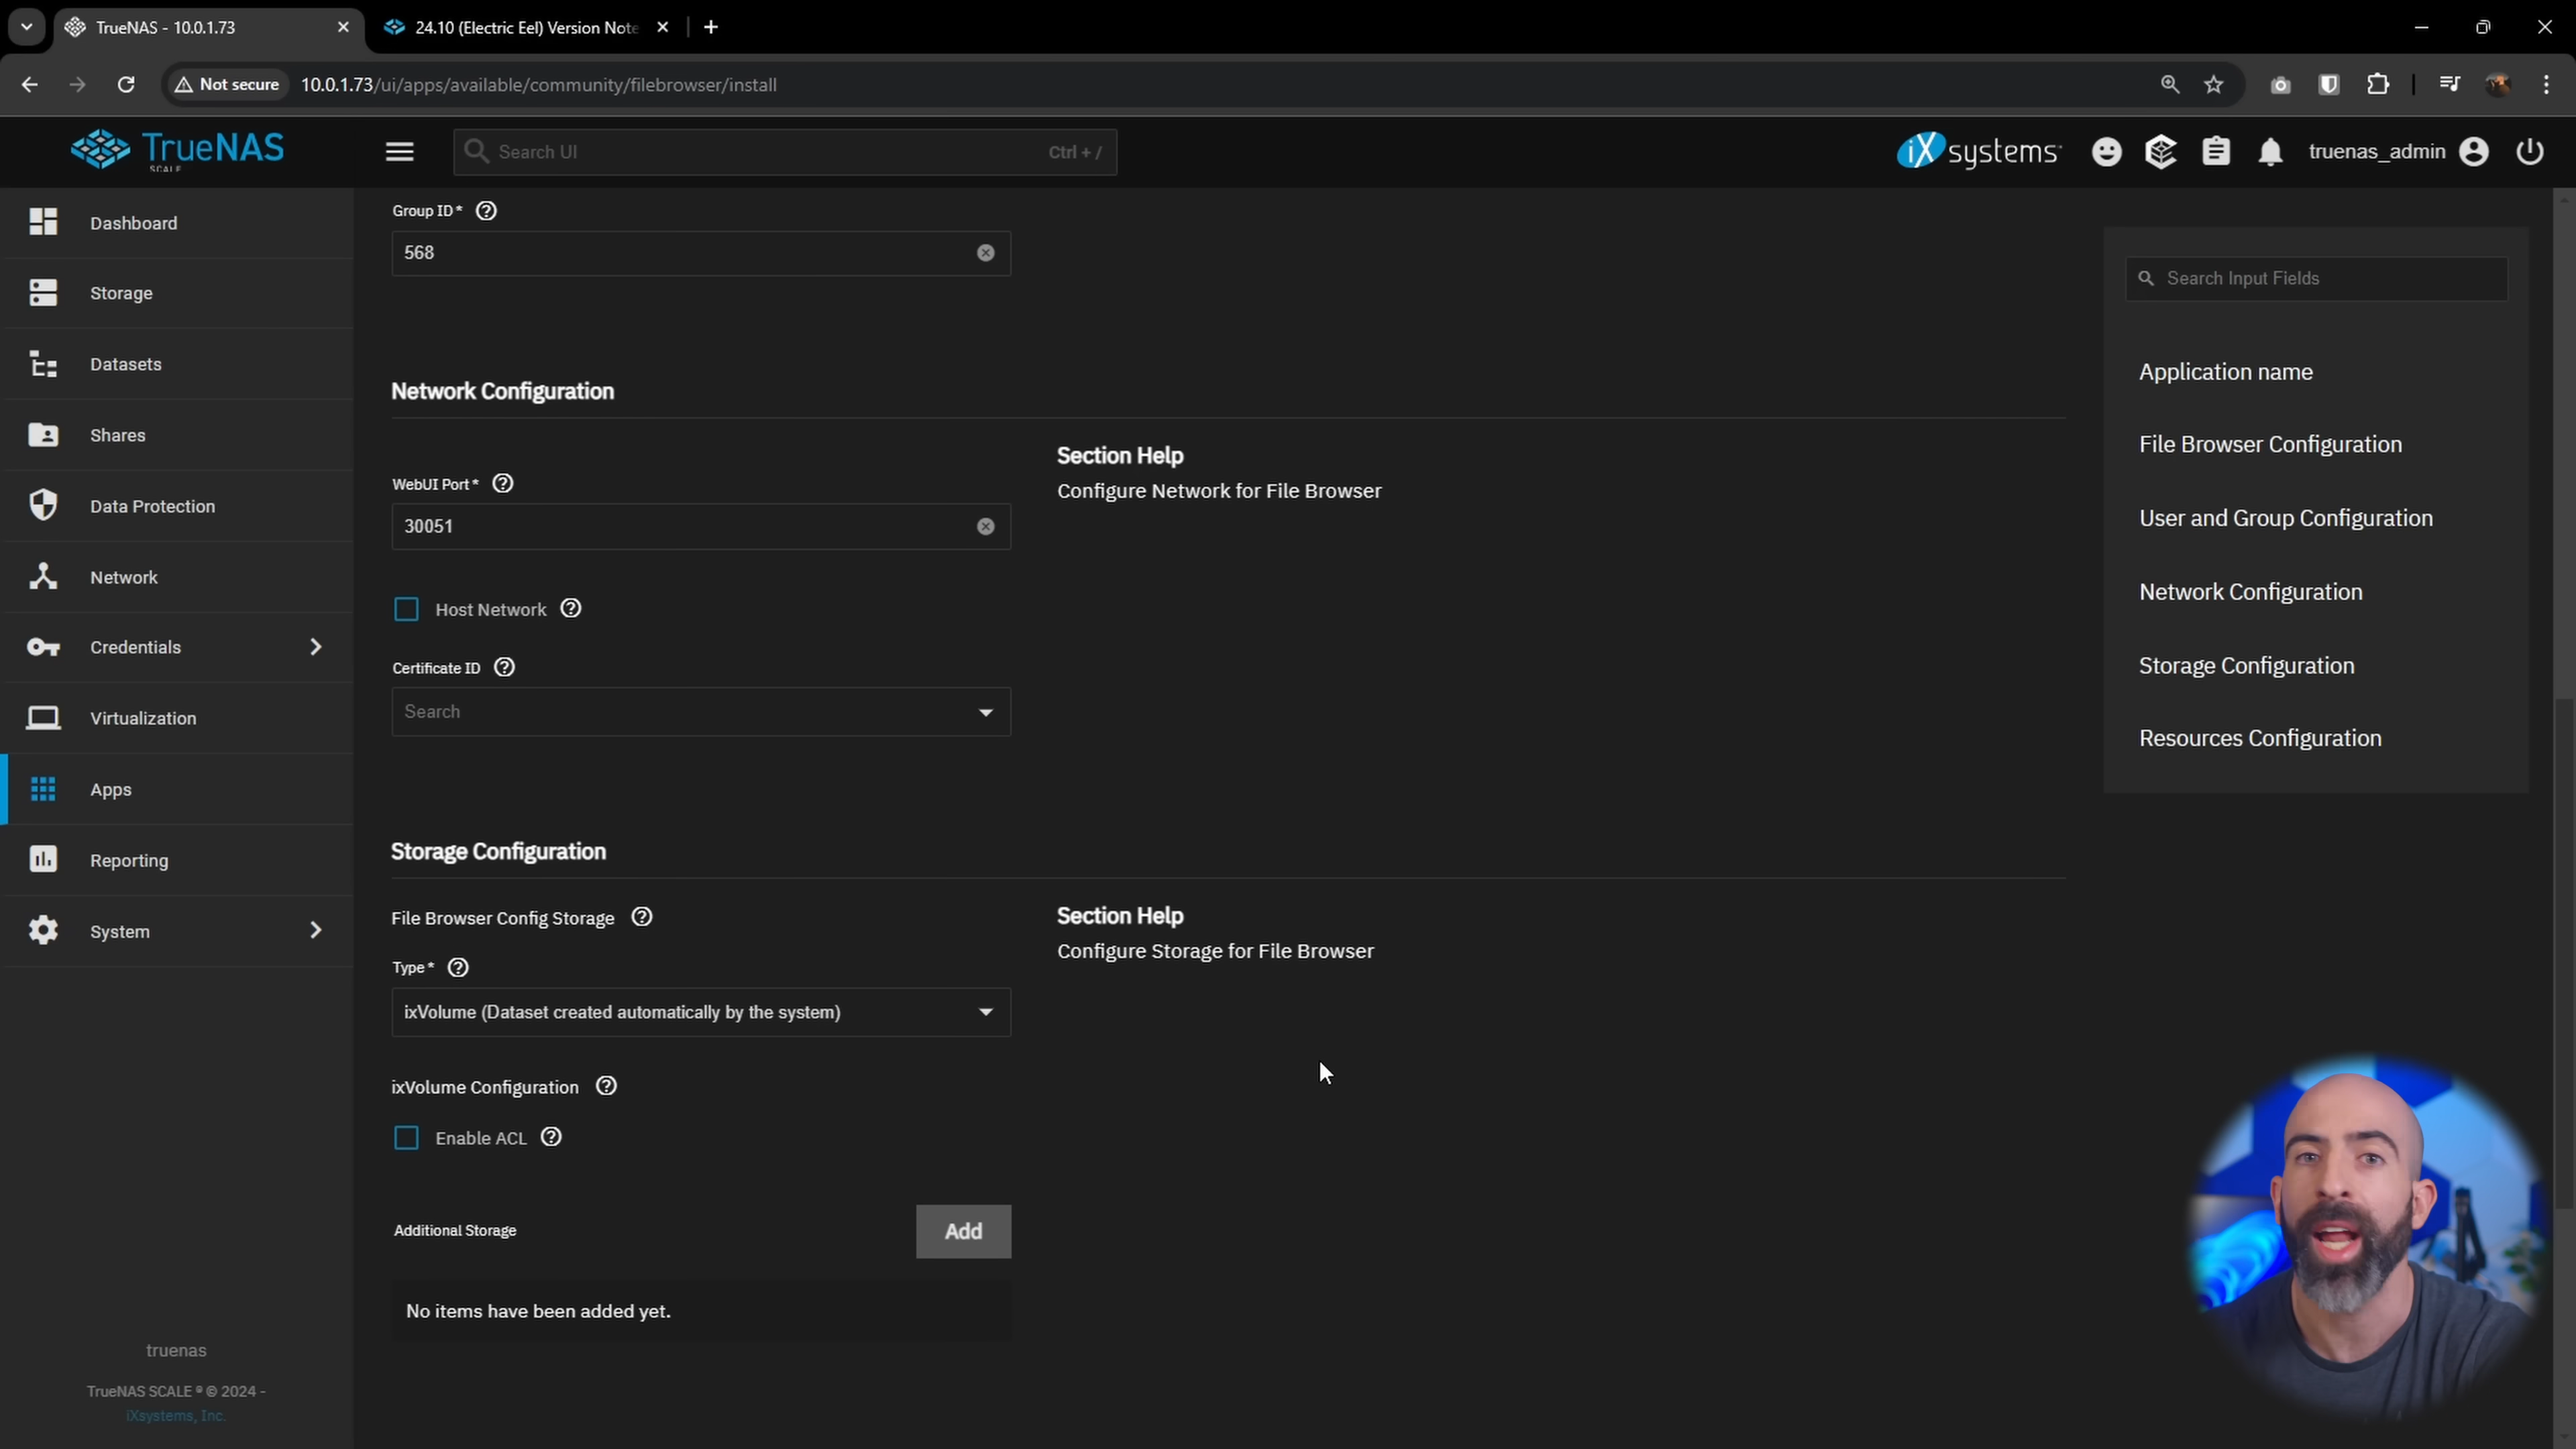 TrueNAS - 10.0.1.73
24.10 (Electric Eel) Version Note
Not secure
10.0.1.73/ui/apps/available/community/filebrowser/install
TrueNAS
SCALE
Search UI
Ctrl + /
iXsystems
truenas_admin
Dashboard
Storage
Datasets
Shares
Data Protection
Network
Credentials
Virtualization
Apps
Reporting
System
truenas
TrueNAS SCALE ® © 2024 -
iXsystems, Inc.
Group ID *
568
Network Configuration
WebUI Port *
30051
Host Network
Certificate ID
Search
Section Help
Configure Network for File Browser
Storage Configuration
File Browser Config Storage
Type *
ixVolume (Dataset created automatically by the system)
ixVolume Configuration
Enable ACL
Additional Storage
Add
No items have been added yet.
Section Help
Configure Storage for File Browser
Search Input Fields
Application name
File Browser Configuration
User and Group Configuration
Network Configuration
Storage Configuration
Resources Configuration